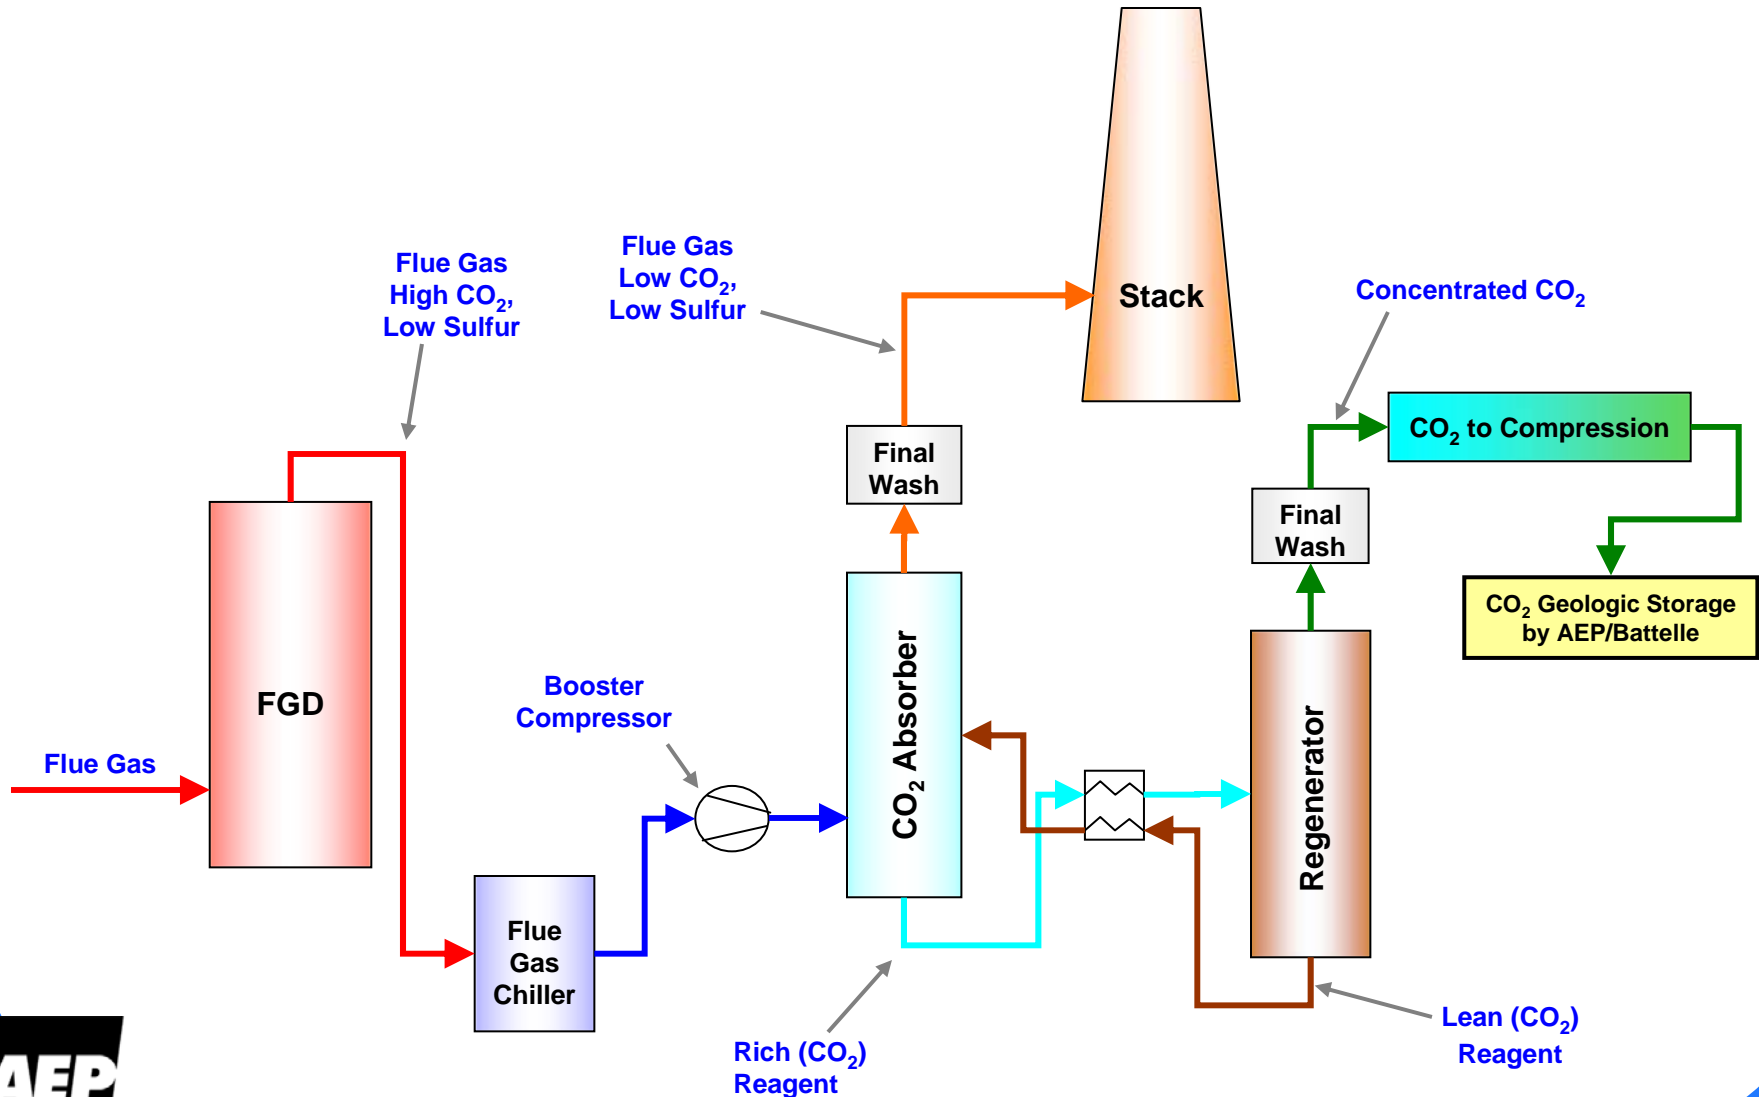 Flue Gas
High CO2,
Low Sulfur
Flue Gas
Low CO2,
Low Sulfur
Stack
Concentrated CO2
CO2 to Compression
Final
Wash
Final
Wash
CO2 Geologic Storage
by AEP/Battelle
FGD
Flue Gas
Booster
Compressor
CO2 Absorber
Regenerator
Flue
Gas
Chiller
Rich (CO2)
Reagent
Lean (CO2)
Reagent
AEP